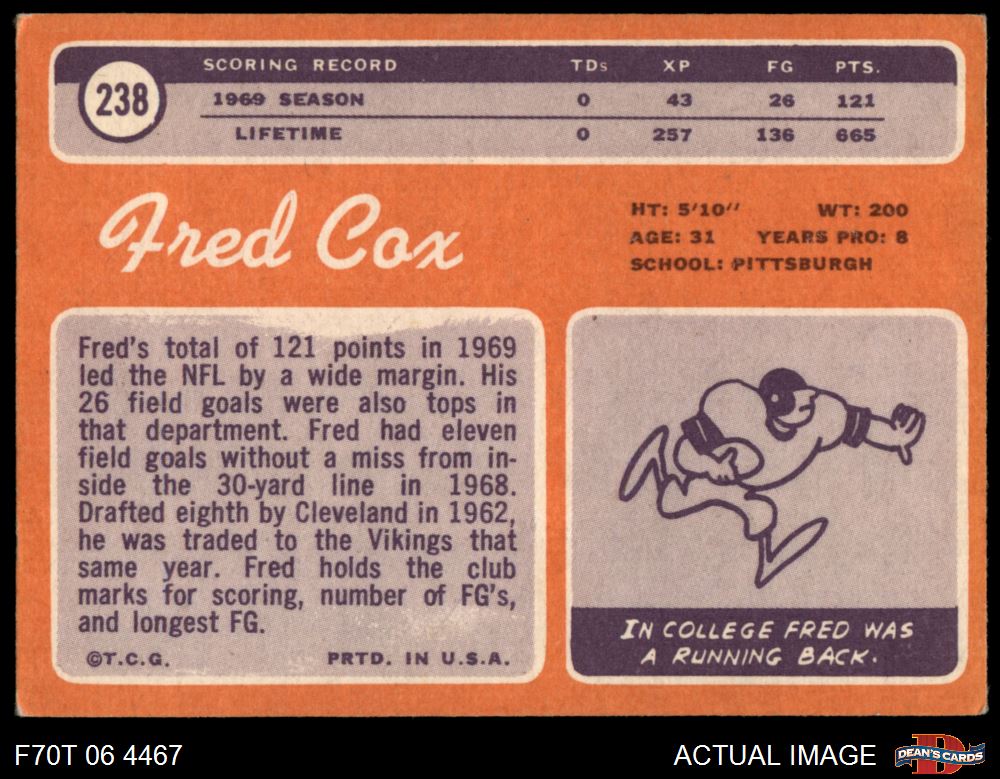 SCORING RECORD TDs XP FG PTS.
238
1969 SEASON 0 43 26 121
LIFETIME 0 257 136 665
Fred Cox
HT: 5'10'' WT: 200
AGE: 31 YEARS PRO: 8
SCHOOL: PITTSBURGH
Fred's total of 121 points in 1969
led the NFL by a wide margin. His
26 field goals were also tops in
that department. Fred had eleven
field goals without a miss from in-
side the 30-yard line in 1968.
Drafted eighth by Cleveland in 1962,
he was traded to the Vikings that
same year. Fred holds the club
marks for scoring, number of FG's,
and longest FG.
©T.C.G. PRTD. IN U.S.A.
IN COLLEGE FRED WAS
A RUNNING BACK.
F70T 06 4467 ACTUAL IMAGE
D
DEAN'S CARDS